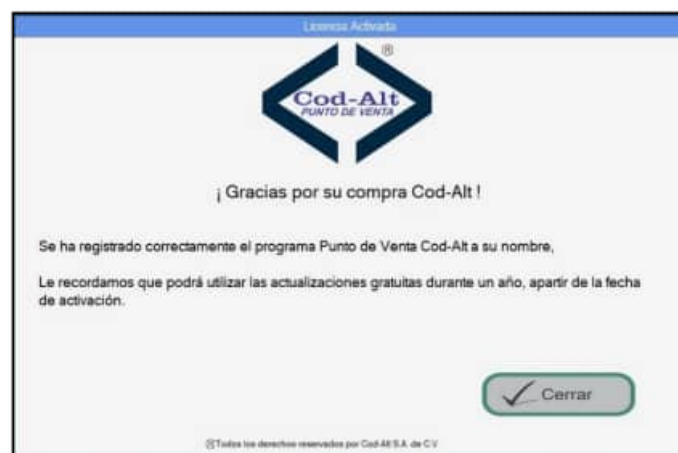 Licencia Activada
®
Cod-Alt
PUNTO DE VENTA
¡ Gracias por su compra Cod-Alt !
Se ha registrado correctamente el programa Punto de Venta Cod-Alt a su nombre,
Le recordamos que podrá utilizar las actualizaciones gratuitas durante un año, apartir de la fecha
de activación.
Cerrar
®Todos los derechos reservados por Cod-Alt S.A. de C.V